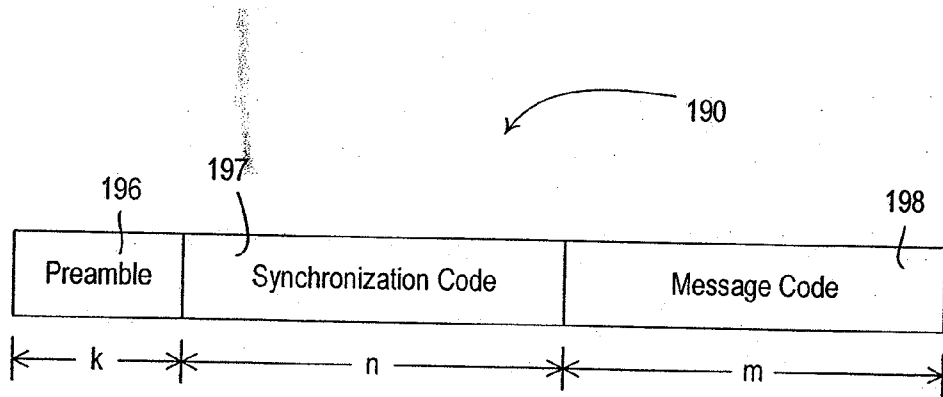 190
197
196
198
Preamble
Synchronization Code
Message Code
k
n
m